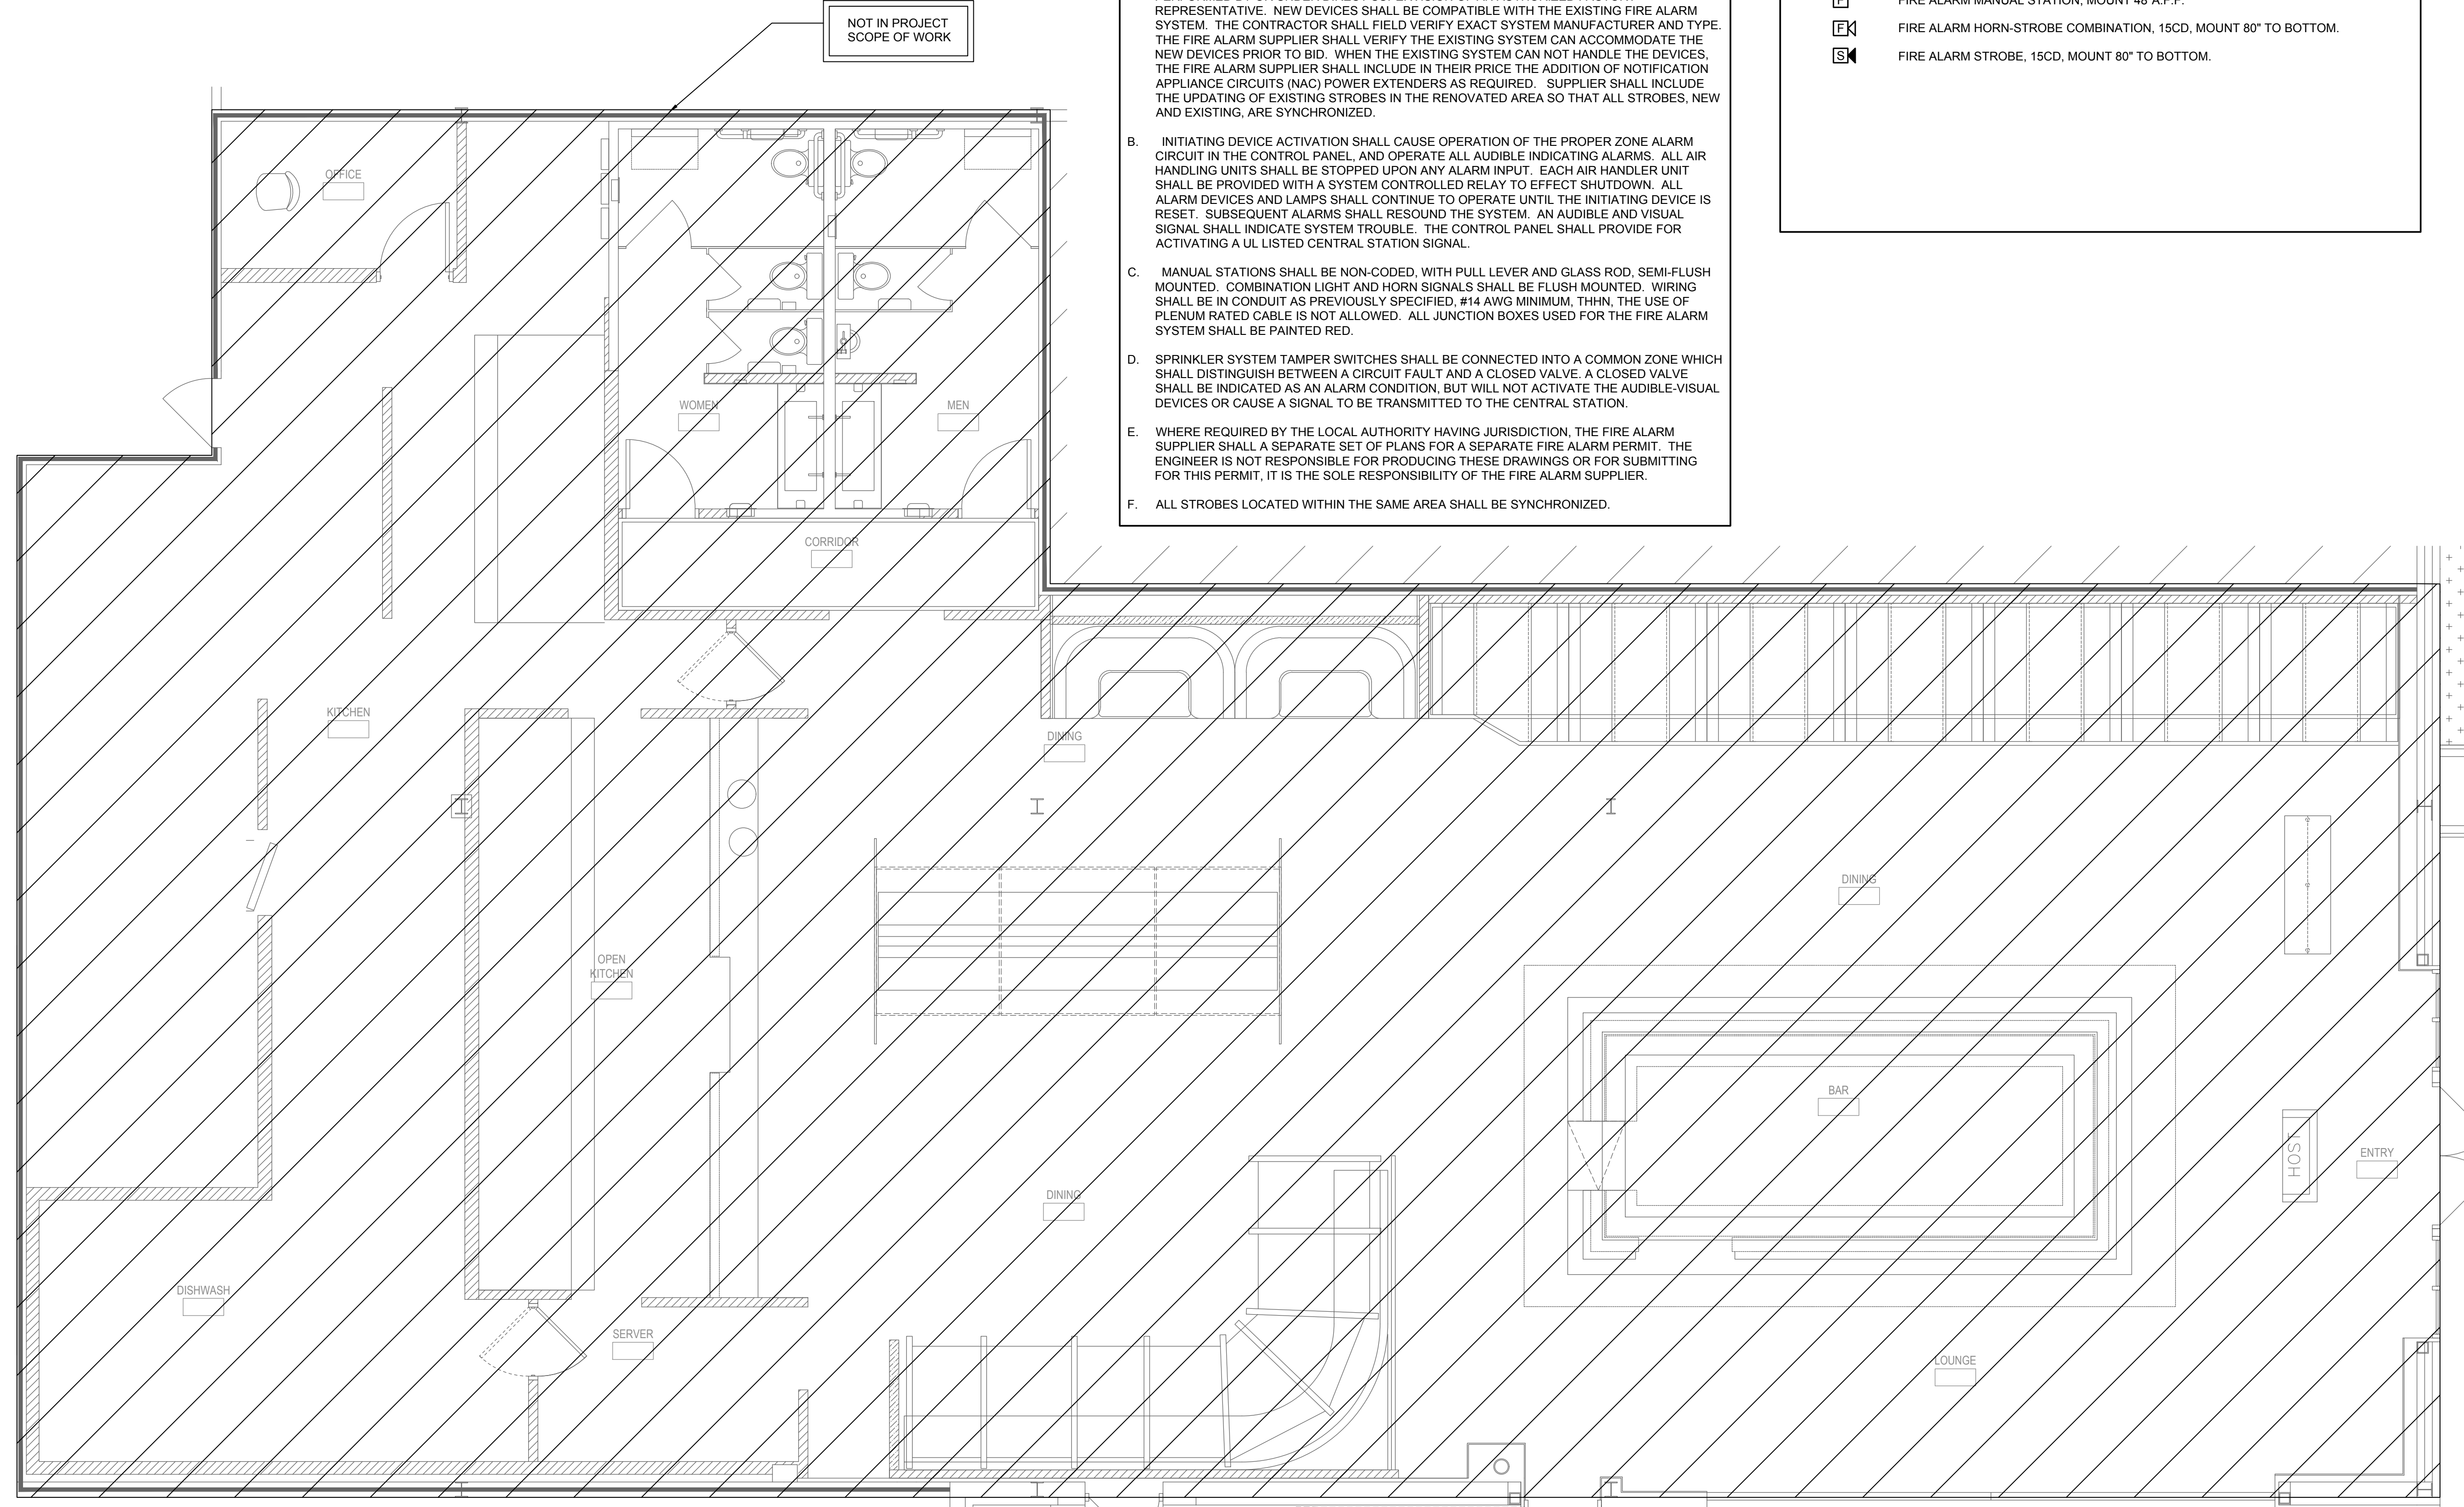 NOT IN PROJECT
SCOPE OF WORK
REPRESENTATIVE. NEW DEVICES SHALL BE COMPATIBLE WITH THE EXISTING FIRE ALARM
SYSTEM. THE CONTRACTOR SHALL FIELD VERIFY EXACT SYSTEM MANUFACTURER AND TYPE.
THE FIRE ALARM SUPPLIER SHALL VERIFY THE EXISTING SYSTEM CAN ACCOMMODATE THE
NEW DEVICES PRIOR TO BID. WHEN THE EXISTING SYSTEM CAN NOT HANDLE THE DEVICES,
THE FIRE ALARM SUPPLIER SHALL INCLUDE IN THEIR PRICE THE ADDITION OF NOTIFICATION
APPLIANCE CIRCUITS (NAC) POWER EXTENDERS AS REQUIRED. SUPPLIER SHALL INCLUDE
THE UPDATING OF EXISTING STROBES IN THE RENOVATED AREA SO THAT ALL STROBES, NEW
AND EXISTING, ARE SYNCHRONIZED.
B. INITIATING DEVICE ACTIVATION SHALL CAUSE OPERATION OF THE PROPER ZONE ALARM
CIRCUIT IN THE CONTROL PANEL, AND OPERATE ALL AUDIBLE INDICATING ALARMS. ALL AIR
HANDLING UNITS SHALL BE STOPPED UPON ANY ALARM INPUT. EACH AIR HANDLER UNIT
SHALL BE PROVIDED WITH A SYSTEM CONTROLLED RELAY TO EFFECT SHUTDOWN. ALL
ALARM DEVICES AND LAMPS SHALL CONTINUE TO OPERATE UNTIL THE INITIATING DEVICE IS
RESET. SUBSEQUENT ALARMS SHALL RESOUND THE SYSTEM. AN AUDIBLE AND VISUAL
SIGNAL SHALL INDICATE SYSTEM TROUBLE. THE CONTROL PANEL SHALL PROVIDE FOR
ACTIVATING A UL LISTED CENTRAL STATION SIGNAL.
C. MANUAL STATIONS SHALL BE NON-CODED, WITH PULL LEVER AND GLASS ROD, SEMI-FLUSH
MOUNTED. COMBINATION LIGHT AND HORN SIGNALS SHALL BE FLUSH MOUNTED. WIRING
SHALL BE IN CONDUIT AS PREVIOUSLY SPECIFIED, #14 AWG MINIMUM, THHN, THE USE OF
PLENUM RATED CABLE IS NOT ALLOWED. ALL JUNCTION BOXES USED FOR THE FIRE ALARM
SYSTEM SHALL BE PAINTED RED.
D. SPRINKLER SYSTEM TAMPER SWITCHES SHALL BE CONNECTED INTO A COMMON ZONE WHICH
SHALL DISTINGUISH BETWEEN A CIRCUIT FAULT AND A CLOSED VALVE. A CLOSED VALVE
SHALL BE INDICATED AS AN ALARM CONDITION, BUT WILL NOT ACTIVATE THE AUDIBLE-VISUAL
DEVICES OR CAUSE A SIGNAL TO BE TRANSMITTED TO THE CENTRAL STATION.
E. WHERE REQUIRED BY THE LOCAL AUTHORITY HAVING JURISDICTION, THE FIRE ALARM
SUPPLIER SHALL A SEPARATE SET OF PLANS FOR A SEPARATE FIRE ALARM PERMIT. THE
ENGINEER IS NOT RESPONSIBLE FOR PRODUCING THESE DRAWINGS OR FOR SUBMITTING
FOR THIS PERMIT, IT IS THE SOLE RESPONSIBILITY OF THE FIRE ALARM SUPPLIER.
F. ALL STROBES LOCATED WITHIN THE SAME AREA SHALL BE SYNCHRONIZED.
F FIRE ALARM MANUAL STATION, MOUNT 48"A.F.F.
F FIRE ALARM HORN-STROBE COMBINATION, 15CD, MOUNT 80" TO BOTTOM.
S FIRE ALARM STROBE, 15CD, MOUNT 80" TO BOTTOM.
OFFICE
WOMEN
MEN
CORRIDOR
KITCHEN
DINING
DINING
OPEN
KITCHEN
BAR
HOST
ENTRY
DINING
DISHWASH
SERVER
LOUNGE